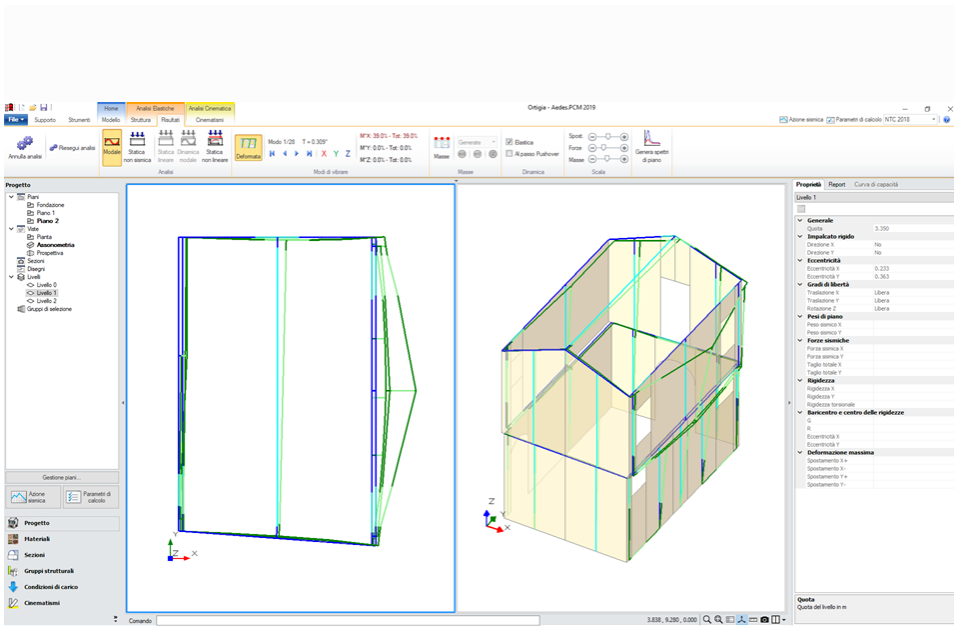 Ortigia - Aedes.PCM 2019
Home
Analisi Elastiche
Analisi Cinematica
File
Supporto
Strumenti
Modello
Struttura
Risultati
Cinematismi
Azione sismica
Parametri di calcolo
NTC 2018
Annulla analisi
Riesegui analisi
Modale
Statica non sismica
Statica lineare
Dinamica modale
Statica non lineare
Analisi
Deformata
Modo 1/28
T = 0.309"
X Y Z
M*X: 39.0% - Tot: 39.0%
M*Y: 0.0% - Tot: 0.0%
M*Z: 0.0% - Tot: 0.0%
Modi di vibrare
Masse
Generate
Masse
Elastica
Al passo Pushover
Dinamica
Spost.
Forze
Masse
Scala
Genera spettri di piano
Progetto
Piani
Fondazione
Piano 1
Piano 2
Viste
Pianta
Assonometria
Prospettiva
Sezioni
Disegni
Livelli
Livello 0
Livello 1
Livello 2
Gruppi di selezione
Gestione piani...
Azione sismica
Parametri di calcolo
Progetto
Materiali
Sezioni
Gruppi strutturali
Condizioni di carico
Cinematismi
Y
Z X
Z
Y
X
Proprietà
Report
Curva di capacità
Livello 1
Generale
Quota 3.350
Impalcato rigido
Direzione X No
Direzione Y No
Eccentricità
Eccentricità X 0.233
Eccentricità Y 0.363
Gradi di libertà
Traslazione X Libera
Traslazione Y Libera
Rotazione Z Libera
Pesi di piano
Peso sismico X
Peso sismico Y
Forze sismiche
Forza sismica X
Forza sismica Y
Taglio totale X
Taglio totale Y
Rigidezza
Rigidezza X
Rigidezza Y
Rigidezza torsionale
Baricentro e centro delle rigidezze
G
R
Eccentricità X
Eccentricità Y
Deformazione massima
Spostamento X+
Spostamento X-
Spostamento Y+
Spostamento Y-
Quota
Quota del livello in m
Comando
3.838 , 9.280 , 0.000